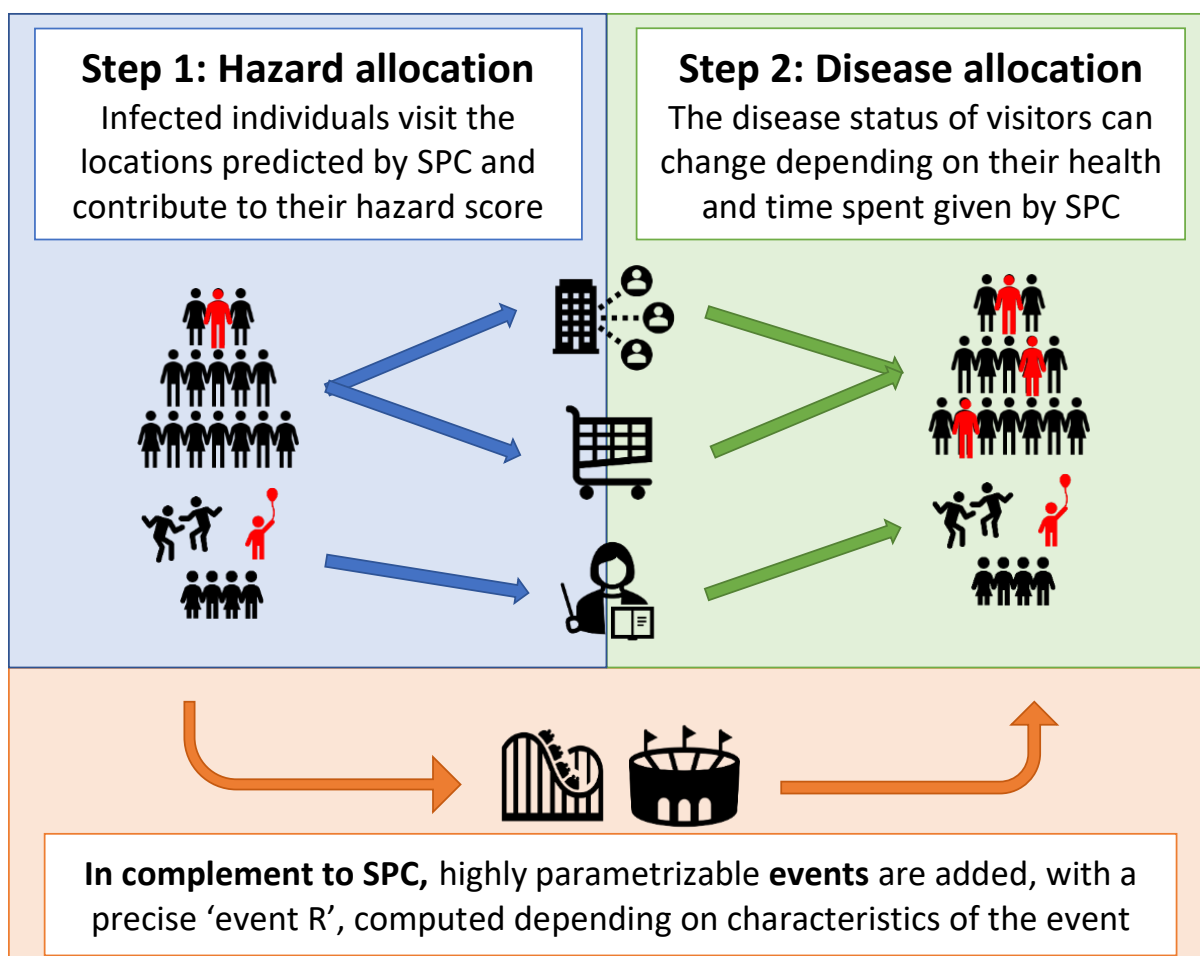 Step 1: Hazard allocation
Infected individuals visit the
locations predicted by SPC and
contribute to their hazard score
Step 2: Disease allocation
The disease status of visitors can
change depending on their health
and time spent given by SPC
In complement to SPC, highly parametrizable events are added, with a
precise ‘event R’, computed depending on characteristics of the event